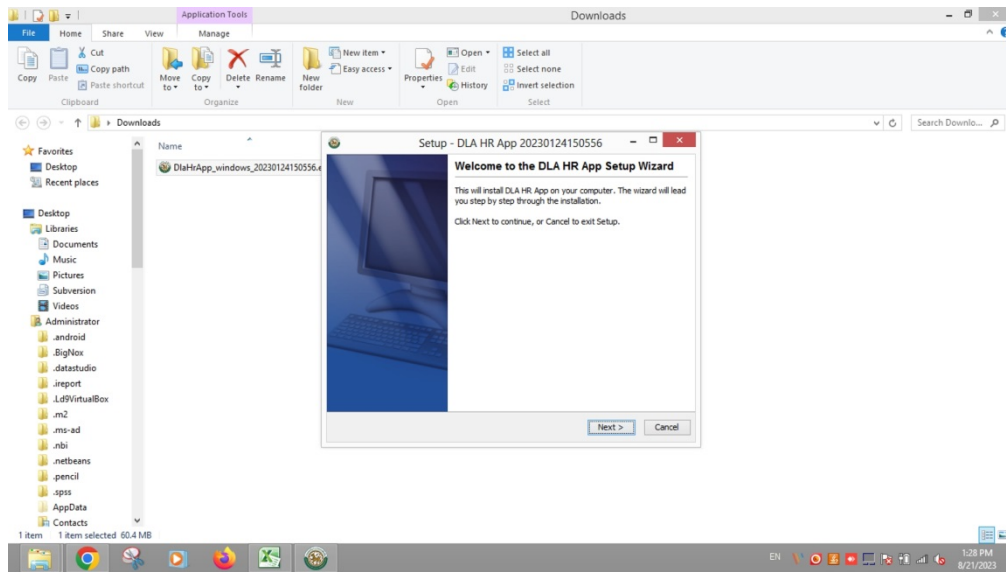 Application Tools
Downloads
File Home Share View Manage
Copy
Paste
Cut
Copy path
Paste shortcut
Clipboard
Move to
Copy to
Delete
Rename
Organize
New folder
New item
Easy access
New
Properties
Open
Edit
History
Open
Select all
Select none
Invert selection
Select
Downloads
Search Downlo...
Favorites
Desktop
Recent places
Desktop
Libraries
Documents
Music
Pictures
Subversion
Videos
Administrator
.android
.BigNox
.datastudio
.ireport
.Ld9VirtualBox
.m2
.ms-ad
.nbi
.netbeans
.pencil
.spss
AppData
Contacts
Name
DlaHrApp_windows_20230124150556.e
Setup - DLA HR App 20230124150556
Welcome to the DLA HR App Setup Wizard
This will install DLA HR App on your computer. The wizard will lead
you step by step through the installation.
Click Next to continue, or Cancel to exit Setup.
Next >
Cancel
1 item 1 item selected 60.4 MB
EN
1:28 PM
8/21/2023